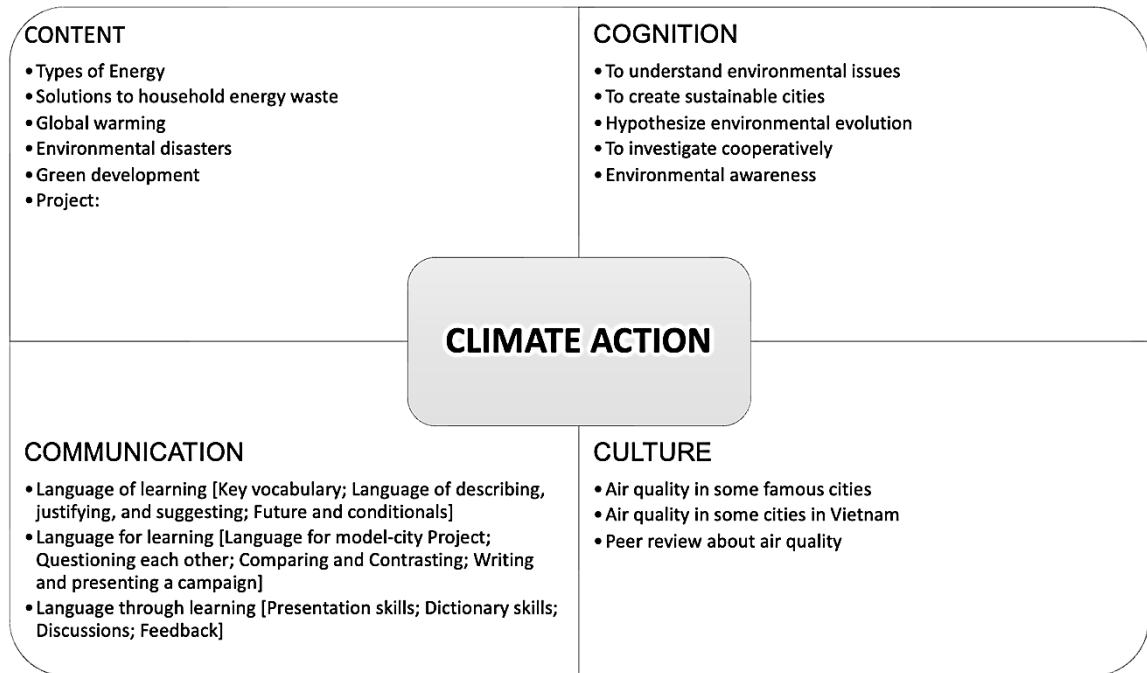 CONTENT
• Types of Energy
• Solutions to household energy waste
• Global warming
• Environmental disasters
• Green development
• Project:
COGNITION
• To understand environmental issues
• To create sustainable cities
• Hypothesize environmental evolution
• To investigate cooperatively
• Environmental awareness
CLIMATE ACTION
COMMUNICATION
• Language of learning [Key vocabulary; Language of describing,
justifying, and suggesting; Future and conditionals]
• Language for learning [Language for model-city Project;
Questioning each other; Comparing and Contrasting; Writing
and presenting a campaign]
• Language through learning [Presentation skills; Dictionary skills;
Discussions; Feedback]
CULTURE
• Air quality in some famous cities
• Air quality in some cities in Vietnam
• Peer review about air quality